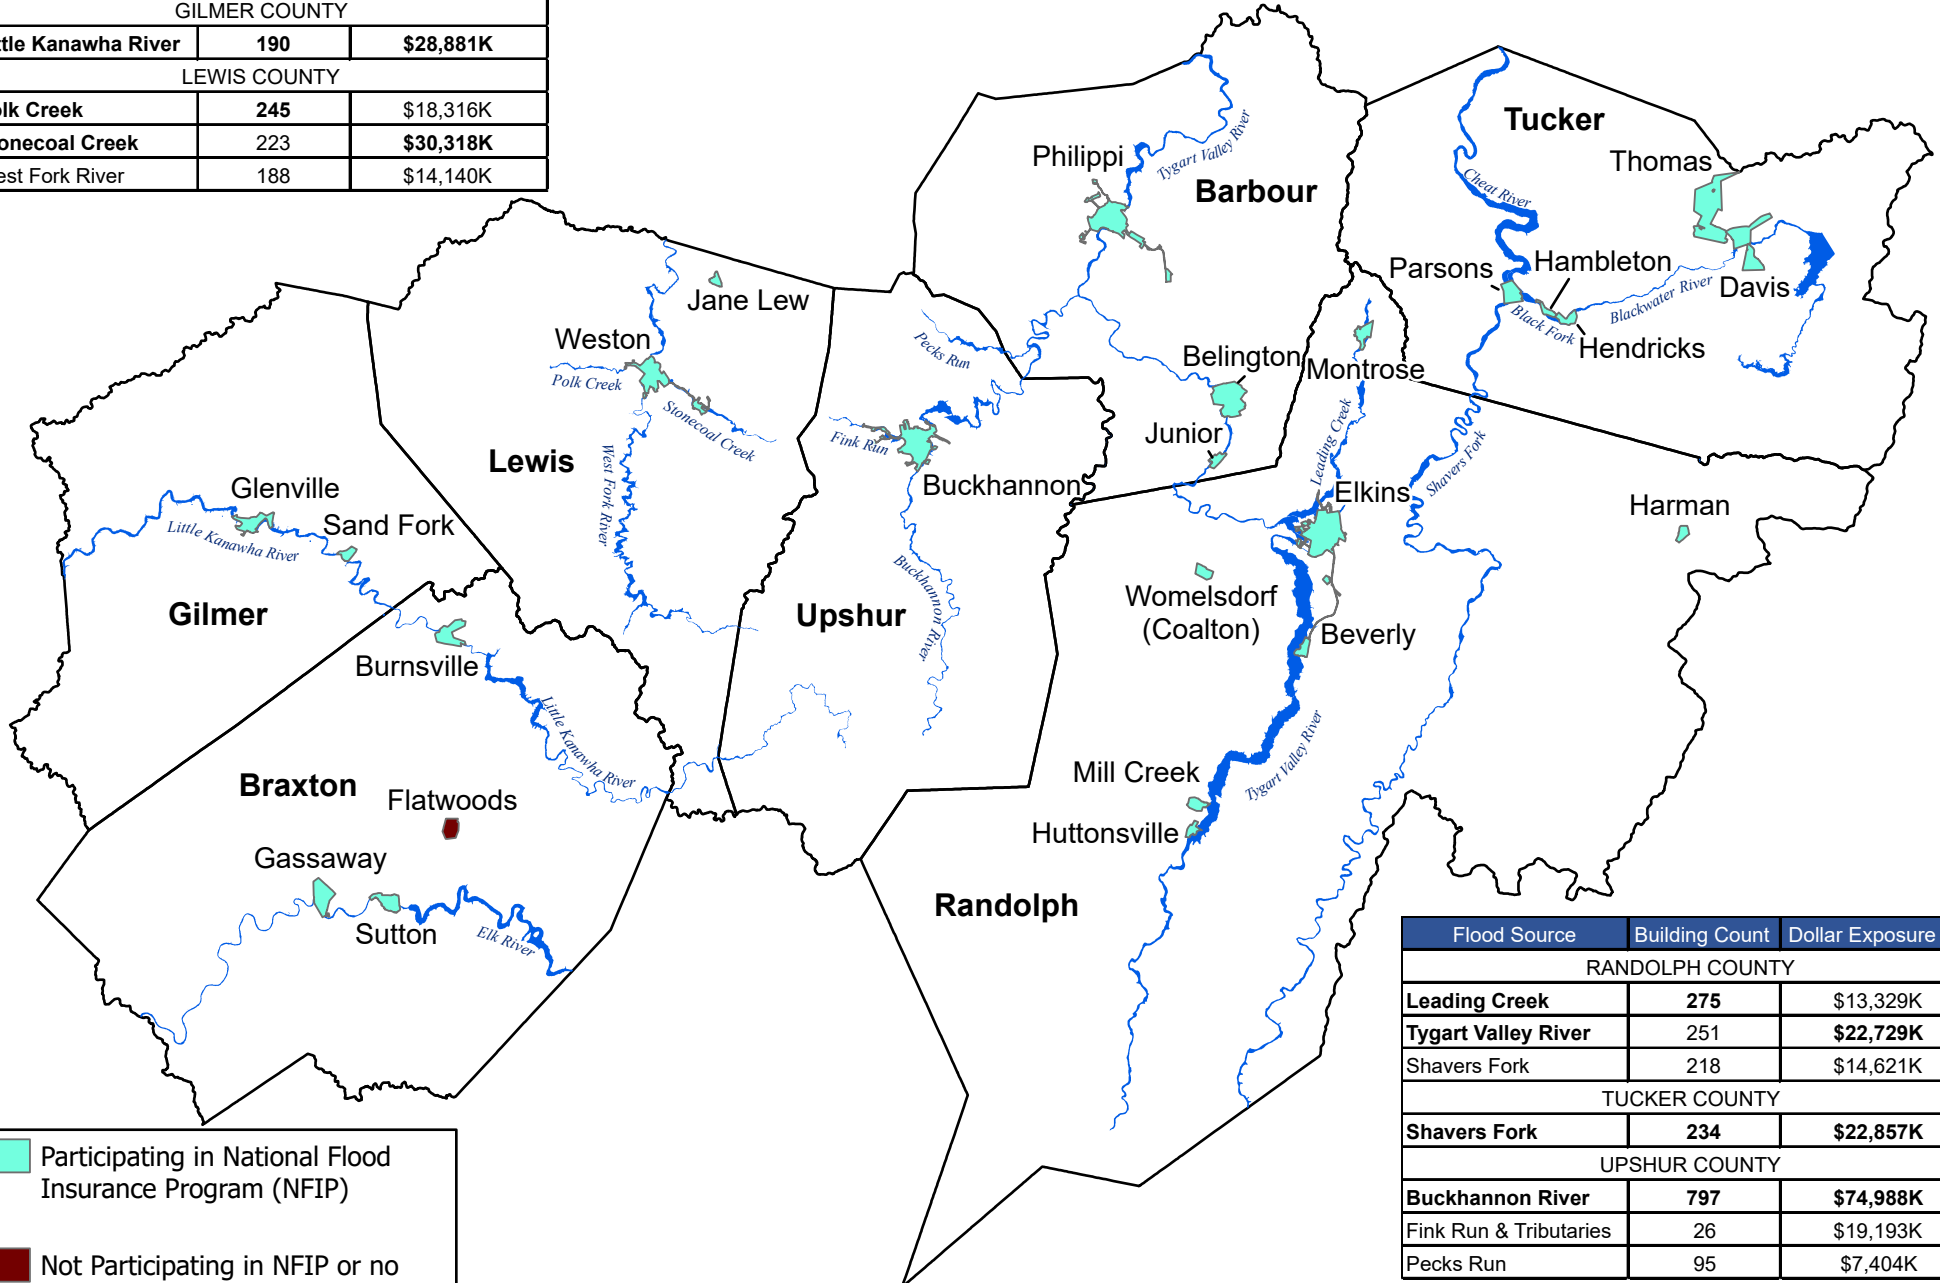 GILMER COUNTY
ttle Kanawha River 190 $28,881K
LEWIS COUNTY
olk Creek 245 $18,316K
onecoal Creek 223 $30,318K
est Fork River 188 $14,140K
Tucker
Thomas
Philippi
Tygart Valley River
Barbour
Cheat River
Parsons
Hambleton
Davis
Blackwater River
Black Fork
Hendricks
Jane Lew
Weston
Polk Creek
Stonecoal Creek
Pecks Run
Belington
Montrose
Junior
Leading Creek
Shavers Fork
Fink Run
Buckhannon
Lewis
West Fork River
Elkins
Harman
Glenville
Sand Fork
Little Kanawha River
Gilmer
Buckhannon River
Upshur
Womelsdorf
(Coalton)
Beverly
Burnsville
Little Kanawha River
Tygart Valley River
Mill Creek
Huttonsville
Braxton
Flatwoods
Gassaway
Sutton
Elk River
Randolph
Flood Source Building Count Dollar Exposure
RANDOLPH COUNTY
Leading Creek 275 $13,329K
Tygart Valley River 251 $22,729K
Shavers Fork 218 $14,621K
TUCKER COUNTY
Shavers Fork 234 $22,857K
UPSHUR COUNTY
Buckhannon River 797 $74,988K
Fink Run & Tributaries 26 $19,193K
Pecks Run 95 $7,404K
Participating in National Flood
Insurance Program (NFIP)
Not Participating in NFIP or no